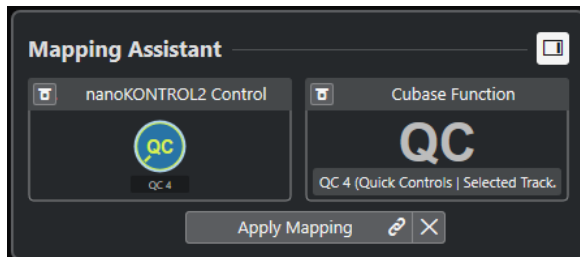 Mapping Assistant
nanoKONTROL2 Control
Cubase Function
QC
QC 4
QC
QC 4 (Quick Controls | Selected Track.
Apply Mapping